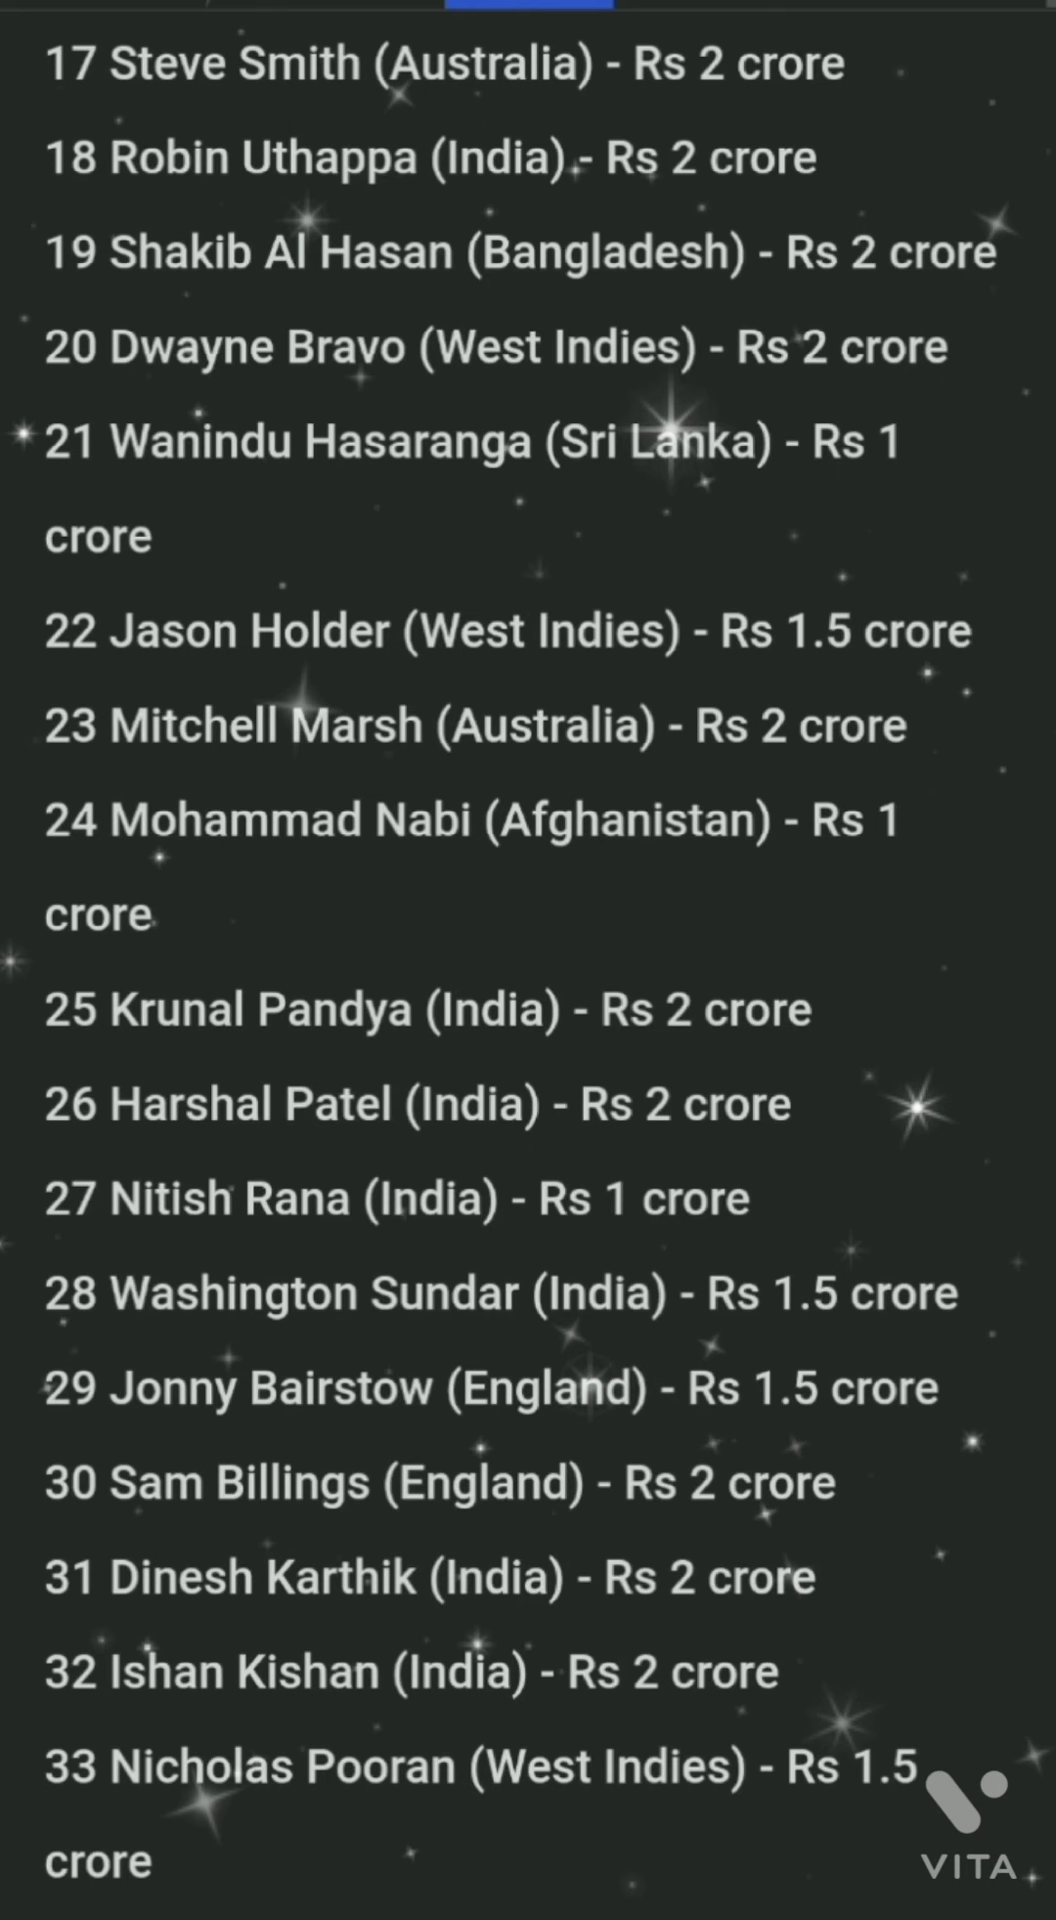 17 Steve Smith (Australia) - Rs 2 crore
18 Robin Uthappa (India) - Rs 2 crore
19 Shakib Al Hasan (Bangladesh) - Rs 2 crore
20 Dwayne Bravo (West Indies) - Rs 2 crore
21 Wanindu Hasaranga (Sri Lanka) - Rs 1
crore
22 Jason Holder (West Indies) - Rs 1.5 crore
23 Mitchell Marsh (Australia) - Rs 2 crore
24 Mohammad Nabi (Afghanistan) - Rs 1
crore
25 Krunal Pandya (India) - Rs 2 crore
26 Harshal Patel (India) - Rs 2 crore
27 Nitish Rana (India) - Rs 1 crore
28 Washington Sundar (India) - Rs 1.5 crore
29 Jonny Bairstow (England) - Rs 1.5 crore
30 Sam Billings (England) - Rs 2 crore
31 Dinesh Karthik (India) - Rs 2 crore
32 Ishan Kishan (India) - Rs 2 crore
33 Nicholas Pooran (West Indies) - Rs 1.5
crore
VITA